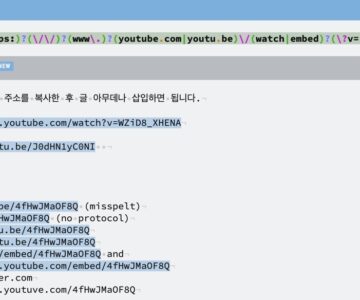 ps:)?(\/\/)?(www\.)?(youtube.com|youtu.be)\/(watch|embed)?(\?v=
주소를 복사한 후 글 아무데나 삽입하면 됩니다.
.youtube.com/watch?v=WZiD8_XHENA
tu.be/J0dHN1yC0NI
be/4fHwJMaOF8Q (misspelt)
HwJMaOF8Q (no protocol)
u.be/4fHwJMaOF8Q
tu.be/4fHwJMaOF8Q
/embed/4fHwJMaOF8Q and
.youtube.com/embed/4fHwJMaOF8Q
er.com
.youtuve.com/4fHwJMaOF8Q